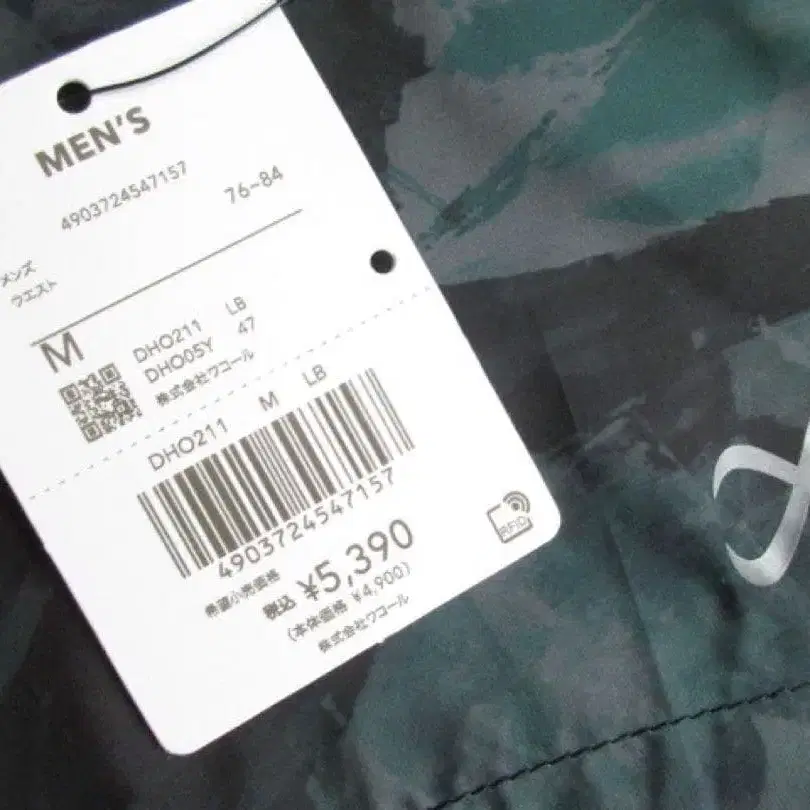 MEN'S
4903724547157
メンズ
ウエスト 76-84
M
DHO211 LB
DHO05Y 47
株式会社ワコール
DHO211 M LB
4903724547157
希望小売価格
税込 ¥5,390
(本体価格 ¥4,900)
株式会社ワコール
RFID